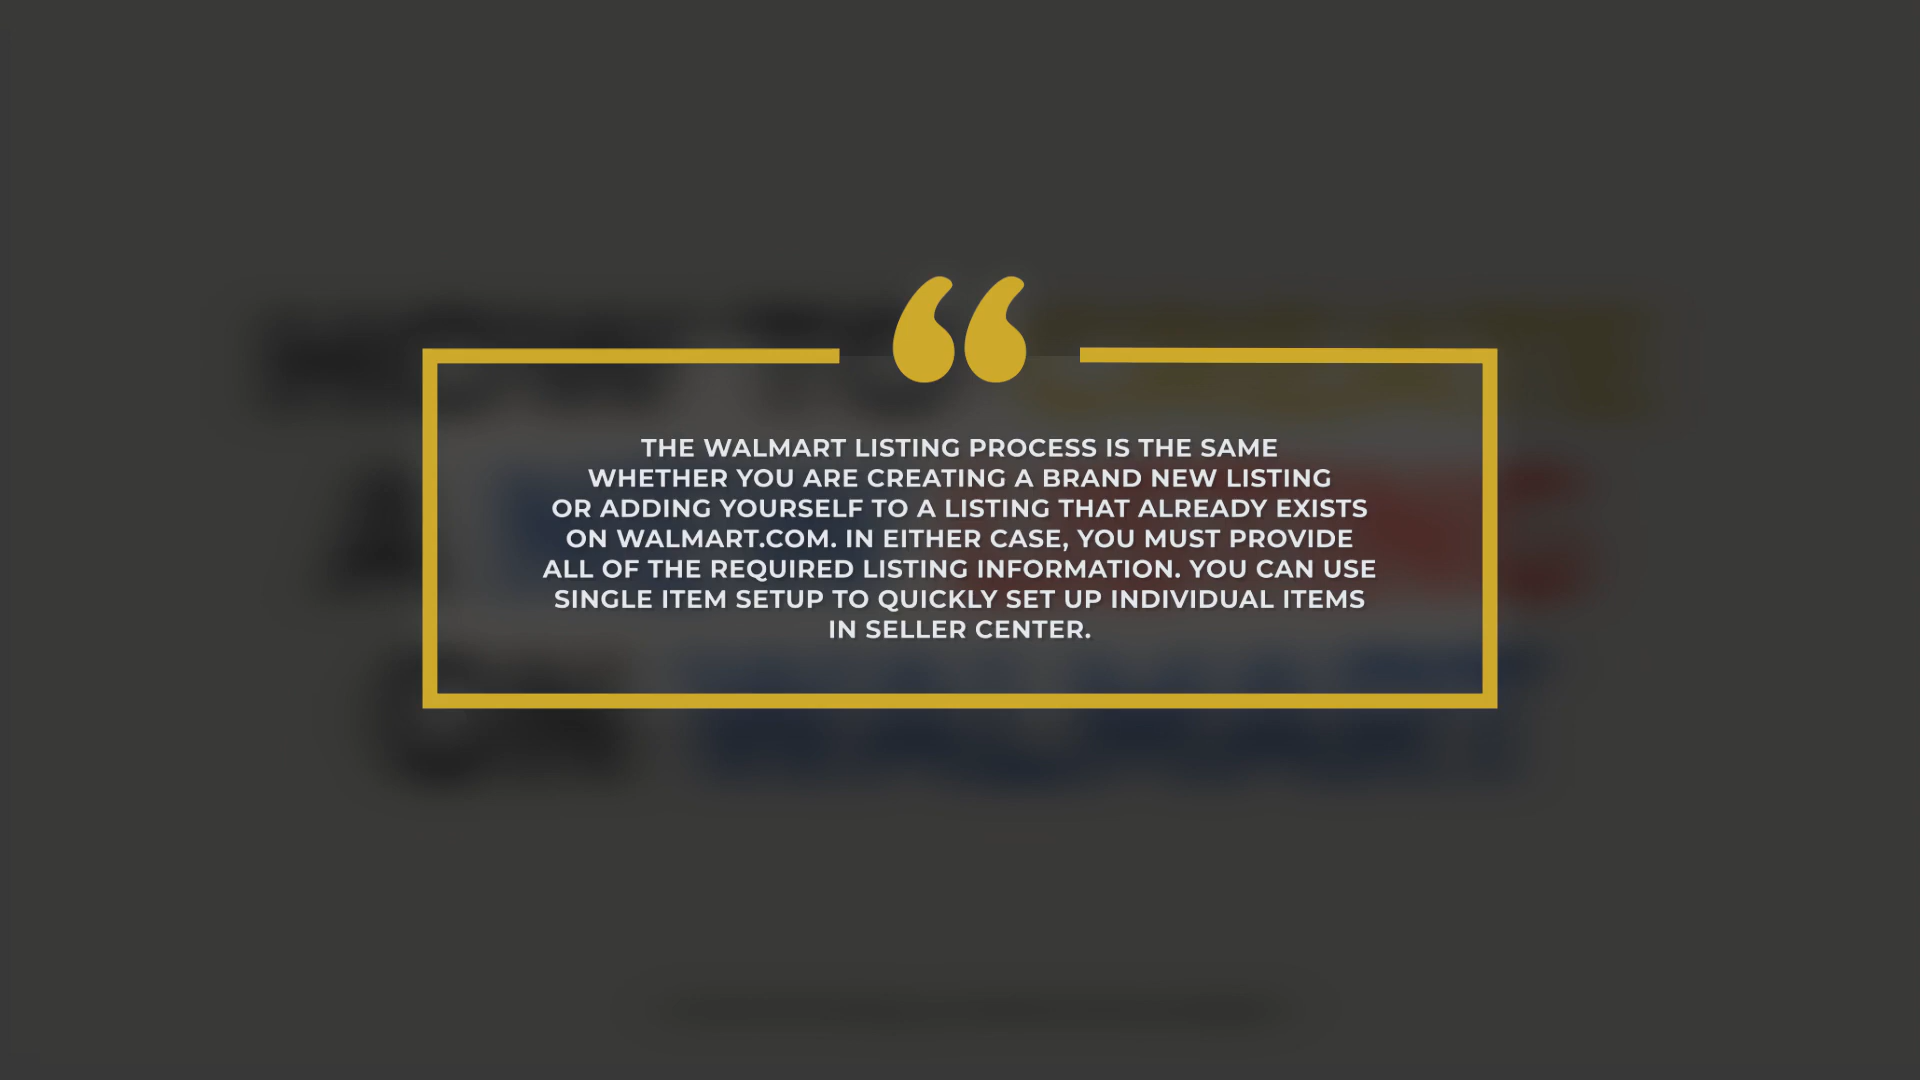 THE WALMART LISTING PROCESS IS THE SAME
WHETHER YOU ARE CREATING A BRAND NEW LISTING
OR ADDING YOURSELF TO A LISTING THAT ALREADY EXISTS
ON WALMART.COM. IN EITHER CASE, YOU MUST PROVIDE
ALL OF THE REQUIRED LISTING INFORMATION. YOU CAN USE
SINGLE ITEM SETUP TO QUICKLY SET UP INDIVIDUAL ITEMS
IN SELLER CENTER.